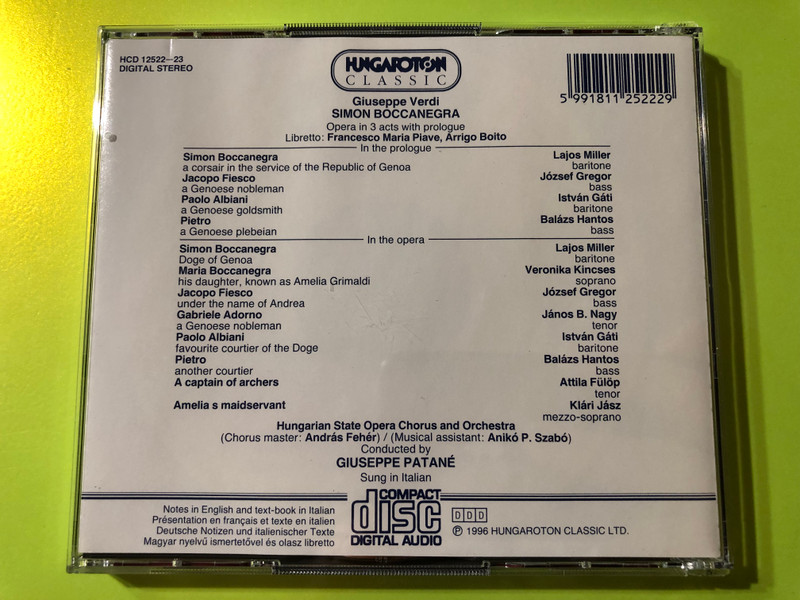 HCD 12522–23
DIGITAL STEREO
HUNGAROTON
CLASSIC
5 991811 252229
Giuseppe Verdi
SIMON BOCCANEGRA
Opera in 3 acts with prologue
Libretto: Francesco Maria Piave, Arrigo Boito
In the prologue
Simon Boccanegra Lajos Miller
a corsair in the service of the Republic of Genoa baritone
Jacopo Fiesco József Gregor
a Genoese nobleman bass
Paolo Albiani István Gáti
a Genoese goldsmith baritone
Pietro Balázs Hantos
a Genoese plebeian bass
In the opera
Simon Boccanegra Lajos Miller
Doge of Genoa baritone
Maria Boccanegra Veronika Kincses
his daughter, known as Amelia Grimaldi soprano
Jacopo Fiesco József Gregor
under the name of Andrea bass
Gabriele Adorno János B. Nagy
a Genoese nobleman tenor
Paolo Albiani István Gáti
favourite courtier of the Doge baritone
Pietro Balázs Hantos
another courtier bass
A captain of archers Attila Fülöp
tenor
Amelia s maidservant Klári Jász
mezzo-soprano
Hungarian State Opera Chorus and Orchestra
(Chorus master: András Fehér) / (Musical assistant: Anikó P. Szabó)
Conducted by
GIUSEPPE PATANÉ
Sung in Italian
Notes in English and text-book in Italian
Présentation en français et texte en italien
Deutsche Notizen und italienischer Texte
Magyar nyelvű ismertetővel és olasz libretto
COMPACT
disc
DIGITAL AUDIO
DDD
℗ 1996 HUNGAROTON CLASSIC LTD.